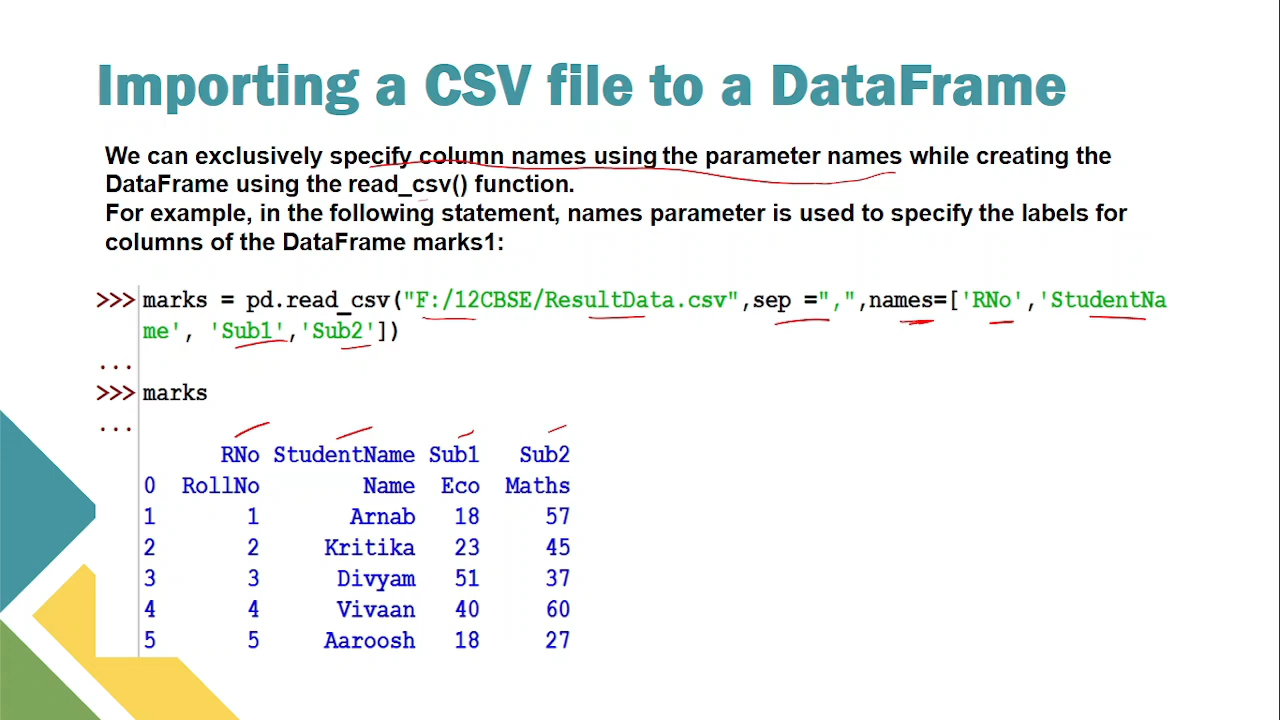 Importing a CSV file to a DataFrame
We can exclusively specify column names using the parameter names while creating the
DataFrame using the read_csv() function.
For example, in the following statement, names parameter is used to specify the labels for
columns of the DataFrame marks1:
>>> marks = pd.read_csv("F:/12CBSE/ResultData.csv",sep =",",names=['RNo','StudentNa
me', 'Sub1','Sub2'])
...
>>> marks
...
RNo StudentName Sub1 Sub2
0 RollNo Name Eco Maths
1 1 Arnab 18 57
2 2 Kritika 23 45
3 3 Divyam 51 37
4 4 Vivaan 40 60
5 5 Aaroosh 18 27